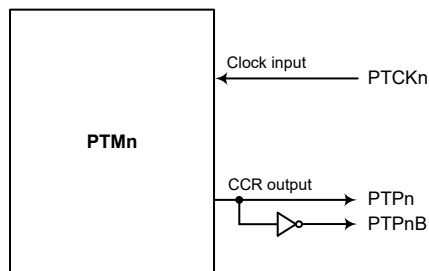 Clock input
PTCKn
PTMn
CCR output
PTPn
PTPnB